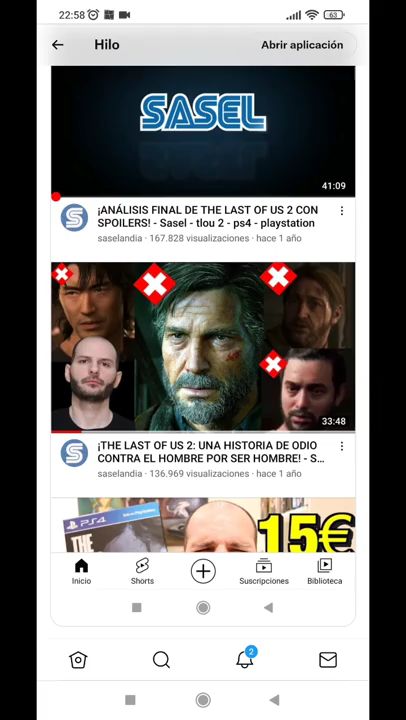 22:58
63
Hilo
Abrir aplicación
SASEL
41:09
¡ANÁLISIS FINAL DE THE LAST OF US 2 CON
SPOILERS! - Sasel - tlou 2 - ps4 - playstation
saselandia · 167.828 visualizaciones · hace 1 año
33:48
¡THE LAST OF US 2: UNA HISTORIA DE ODIO
CONTRA EL HOMBRE POR SER HOMBRE! - S...
saselandia · 136.969 visualizaciones · hace 1 año
PS4
THE
15€
Inicio
Shorts
Suscripciones
Biblioteca
2